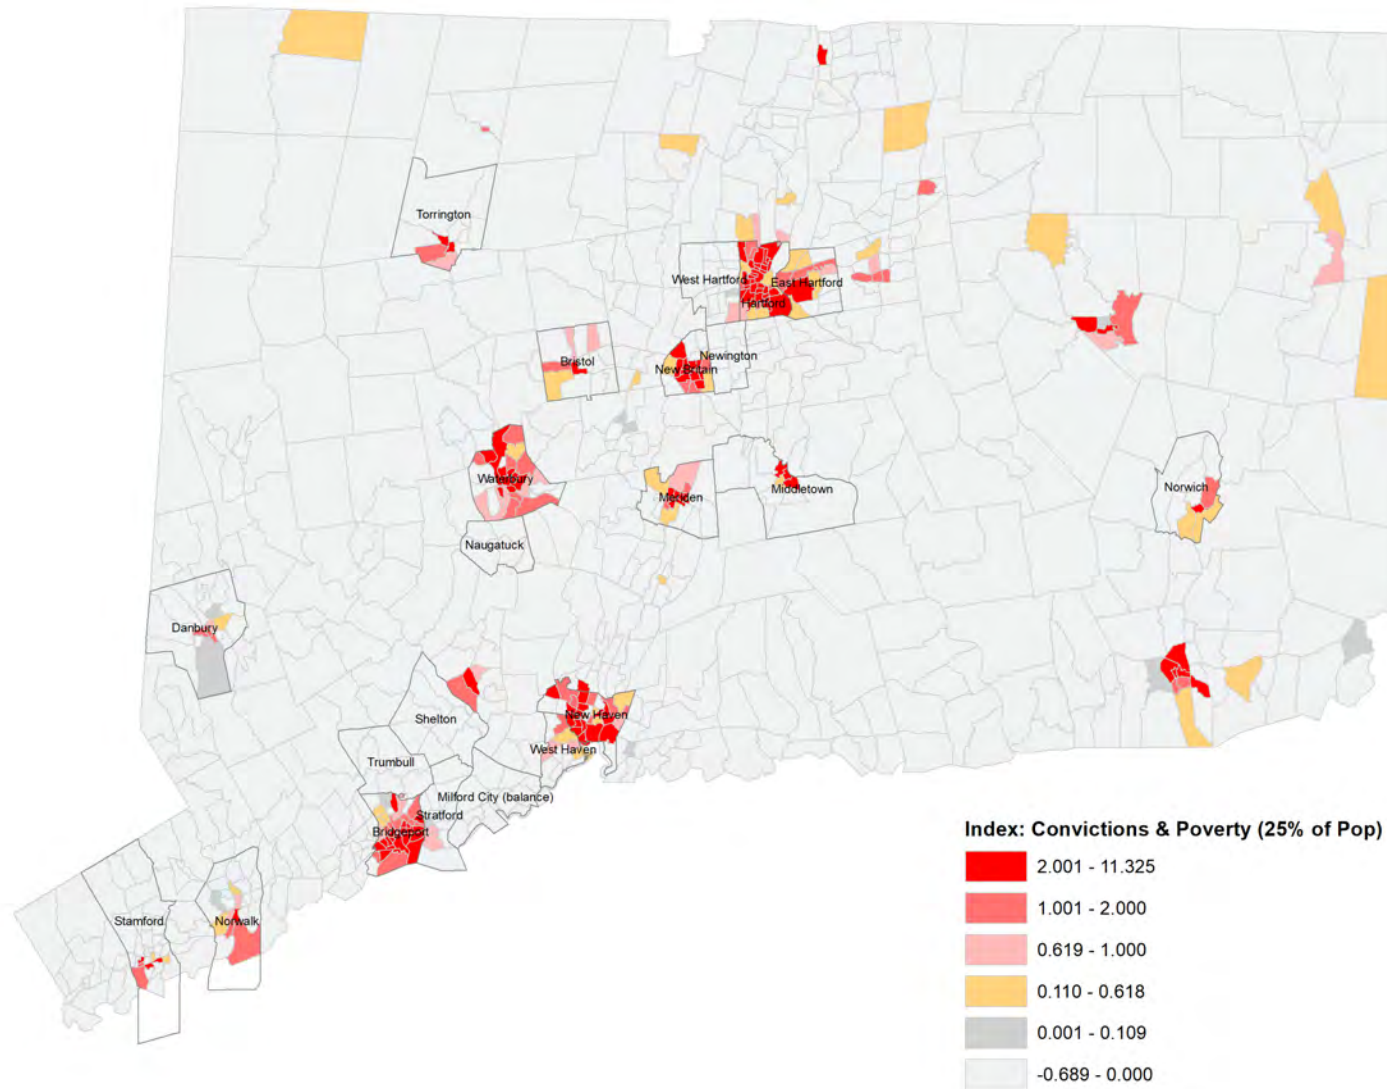 Torrington
West Hartford
East Hartford
Hartford
Bristol
Newington
New Britain
Waterbury
Meriden
Middletown
Norwich
Naugatuck
Danbury
Shelton
New Haven
West Haven
Trumbull
Milford City (balance)
Stratford
Bridgeport
Stamford
Norwalk
Index: Convictions & Poverty (25% of Pop)
2.001 - 11.325
1.001 - 2.000
0.619 - 1.000
0.110 - 0.618
0.001 - 0.109
-0.689 - 0.000